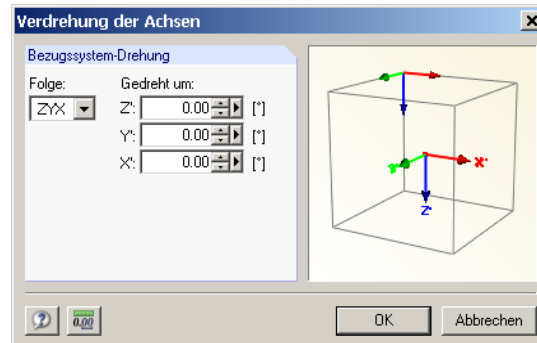 Verdrehung der Achsen
Bezugssystem-Drehung
Folge: Gedreht um:
ZYX Z': 0.00 [°]
Y': 0.00 [°]
X': 0.00 [°]
Y'
X'
Z'
0.00
OK Abbrechen